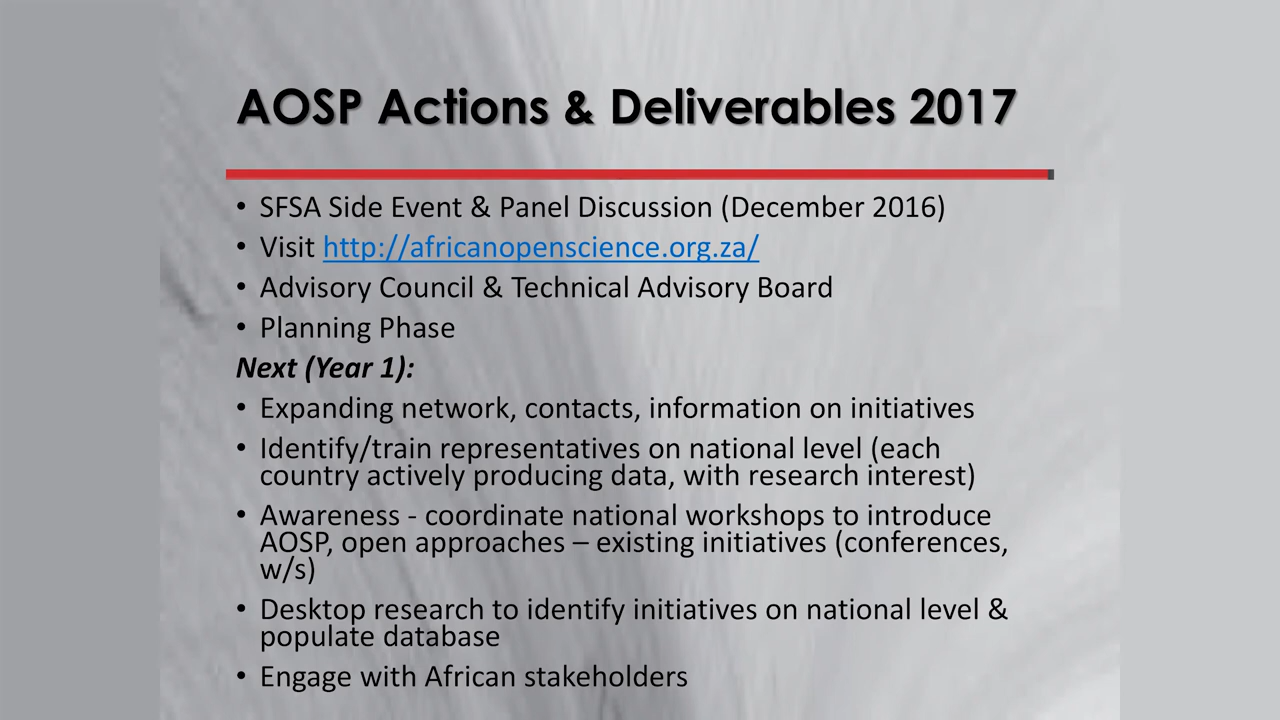 AOSP Actions & Deliverables 2017
• SFSA Side Event & Panel Discussion (December 2016)
• Visit http://africanopenscience.org.za/
• Advisory Council & Technical Advisory Board
• Planning Phase
Next (Year 1):
• Expanding network, contacts, information on initiatives
• Identify/train representatives on national level (each
country actively producing data, with research interest)
• Awareness - coordinate national workshops to introduce
AOSP, open approaches – existing initiatives (conferences,
w/s)
• Desktop research to identify initiatives on national level &
populate database
• Engage with African stakeholders